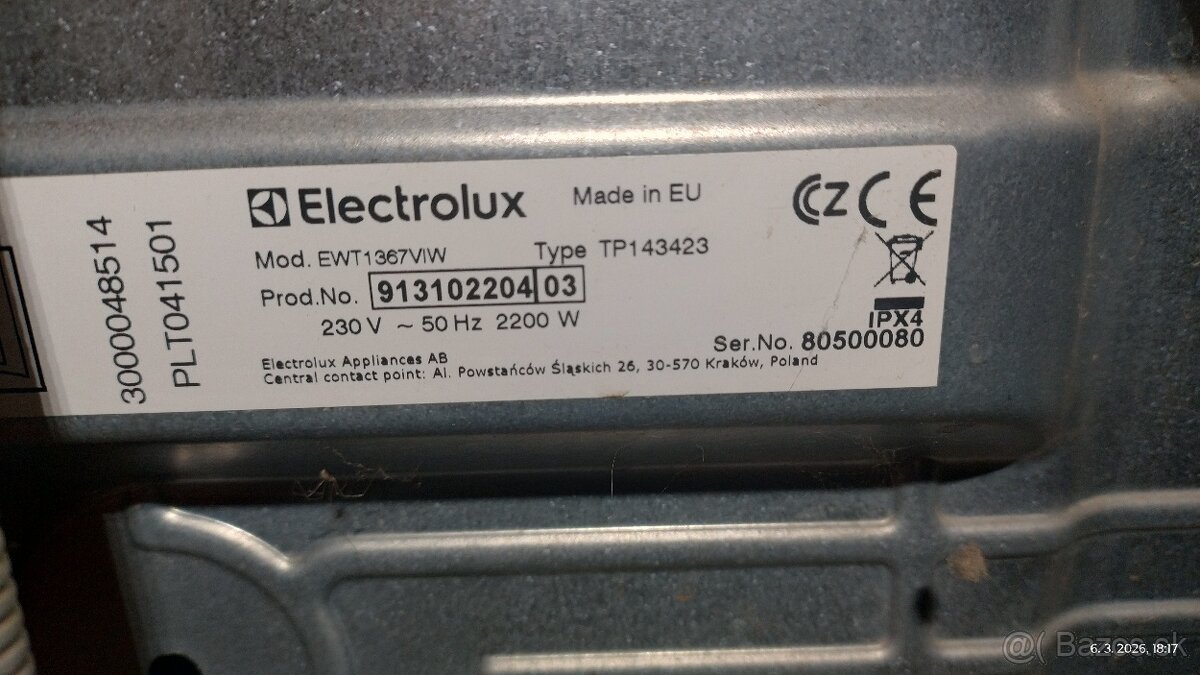 3000048514
PLT041501
Electrolux Made in EU
Mod. EWT1367VIW Type TP143423
Prod.No. 913102204 03
230 V ~ 50 Hz 2200 W
IPX4
Ser.No. 80500080
Electrolux Appliances AB
Central contact point: Al. Powstańców Śląskich 26, 30-570 Kraków, Poland
CZ CE
@ Bazos.sk
6. 3. 2026, 18:17